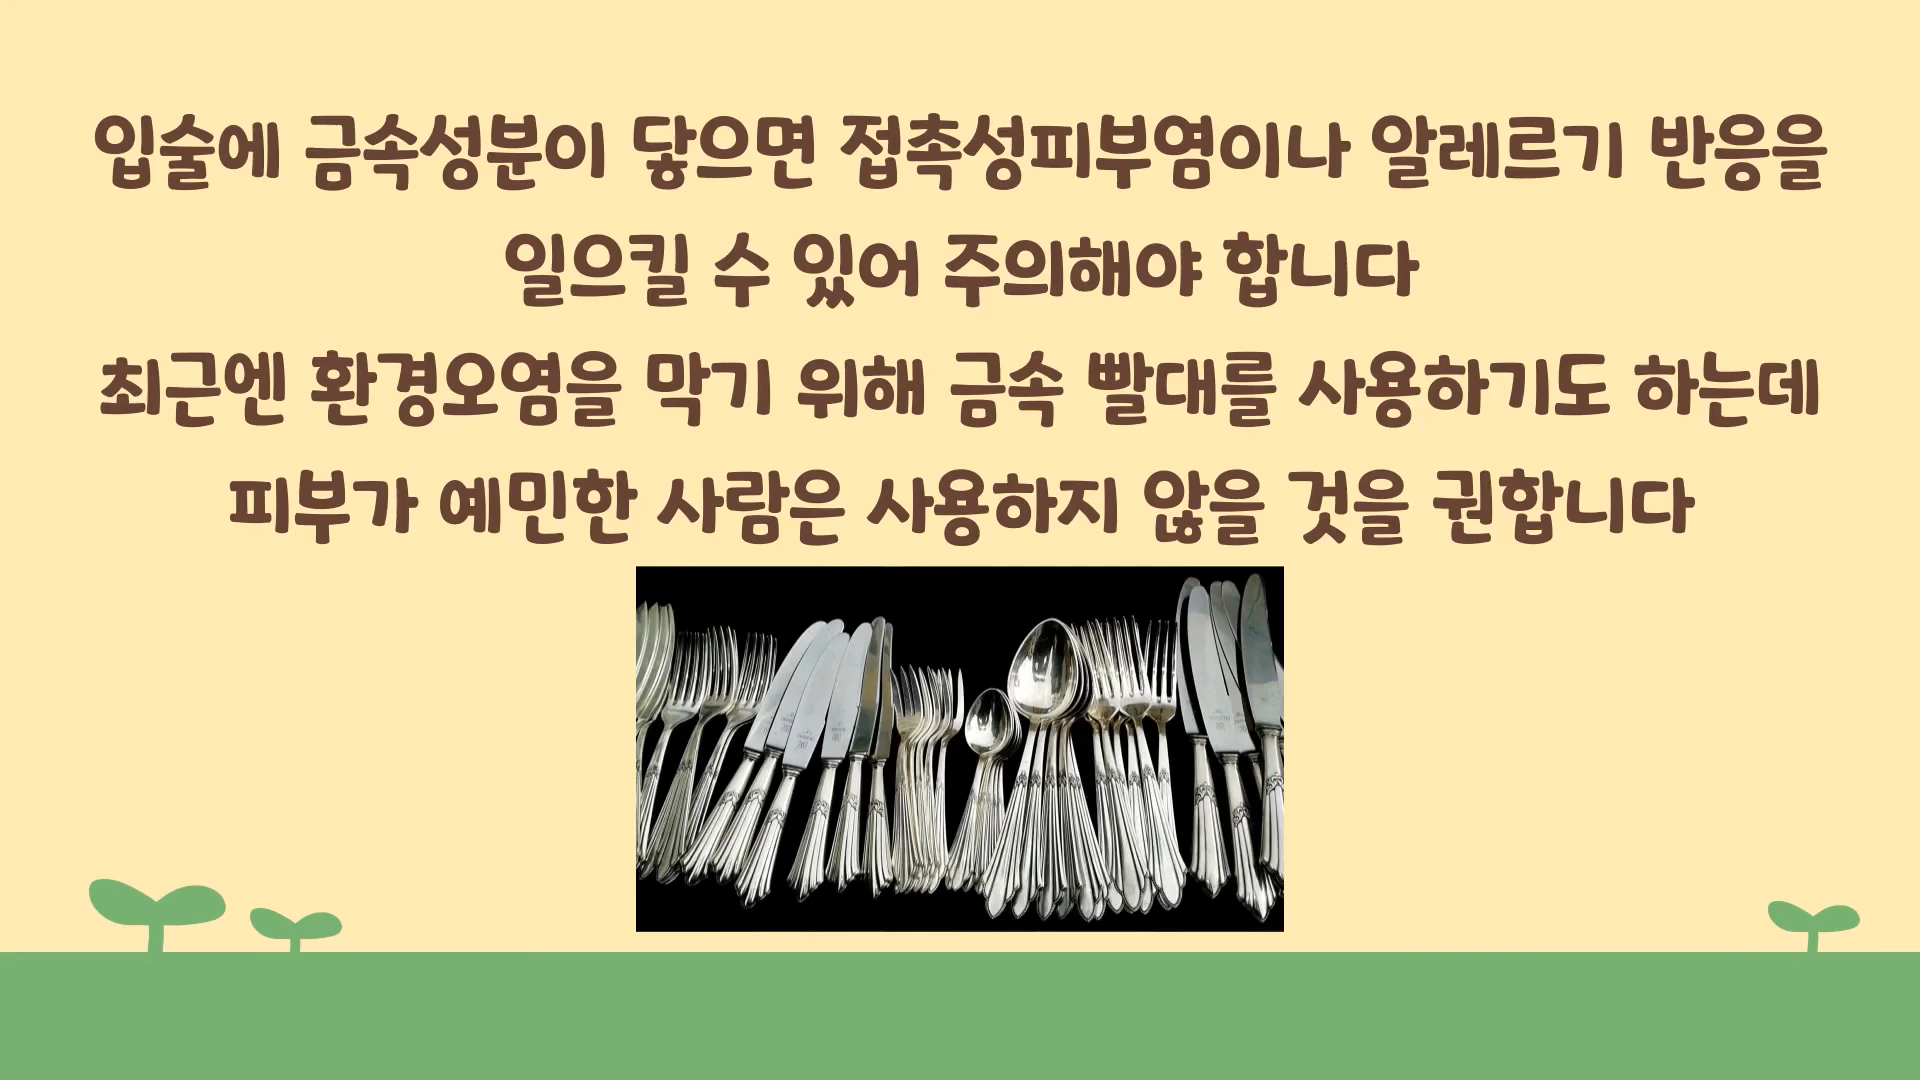 입술에 금속성분이 닿으면 접촉성피부염이나 알레르기 반응을
일으킬 수 있어 주의해야 합니다
최근엔 환경오염을 막기 위해 금속 빨대를 사용하기도 하는데
피부가 예민한 사람은 사용하지 않을 것을 권합니다